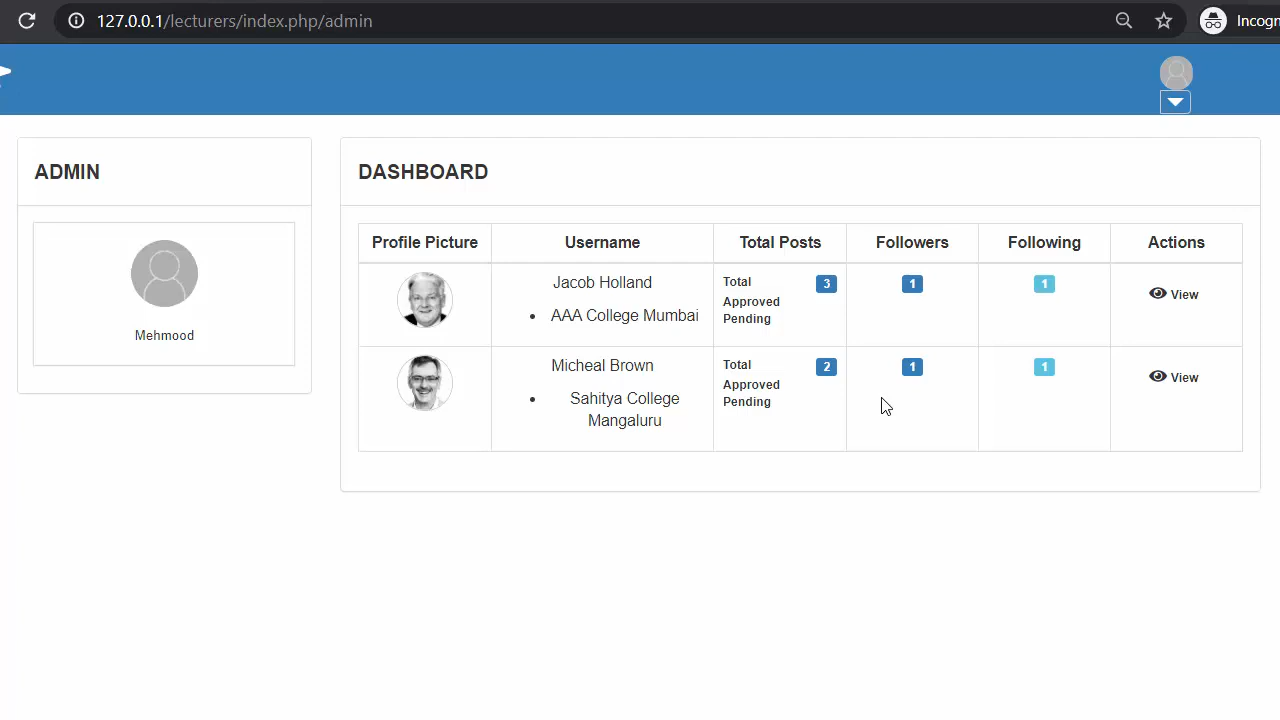 127.0.0.1/lecturers/index.php/admin
Incogn
ADMIN
Mehmood
DASHBOARD
Profile Picture Username Total Posts Followers Following Actions
Jacob Holland
AAA College Mumbai
Total 3
Approved
Pending
1
1
View
Micheal Brown
Sahitya College
Mangaluru
Total 2
Approved
Pending
1
1
View